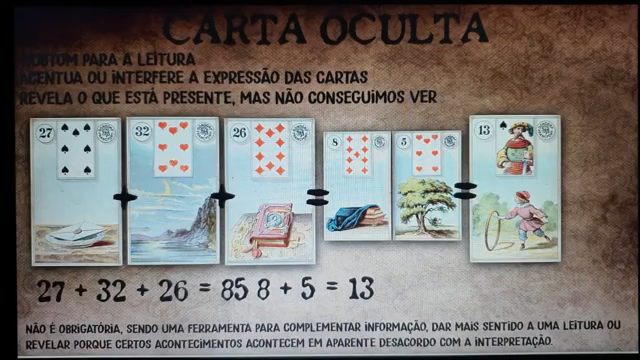 CARTA OCULTA
PARA A LEITURA
ACENTUA OU INTERFERE A EXPRESSÃO DAS CARTAS
REVELA O QUE ESTÁ PRESENTE, MAS NÃO CONSEGUIMOS VER
27 + 32 + 26 = 8 5 = 13
27 + 32 + 26 = 85 8 + 5 = 13
NÃO É OBRIGATÓRIA, SENDO UMA FERRAMENTA PARA COMPLEMENTAR INFORMAÇÃO, DAR MAIS SENTIDO A UMA LEITURA OU
REVELAR PORQUE CERTOS ACONTECIMENTOS ACONTECEM EM APARENTE DESACORDO COM A INTERPRETAÇÃO.